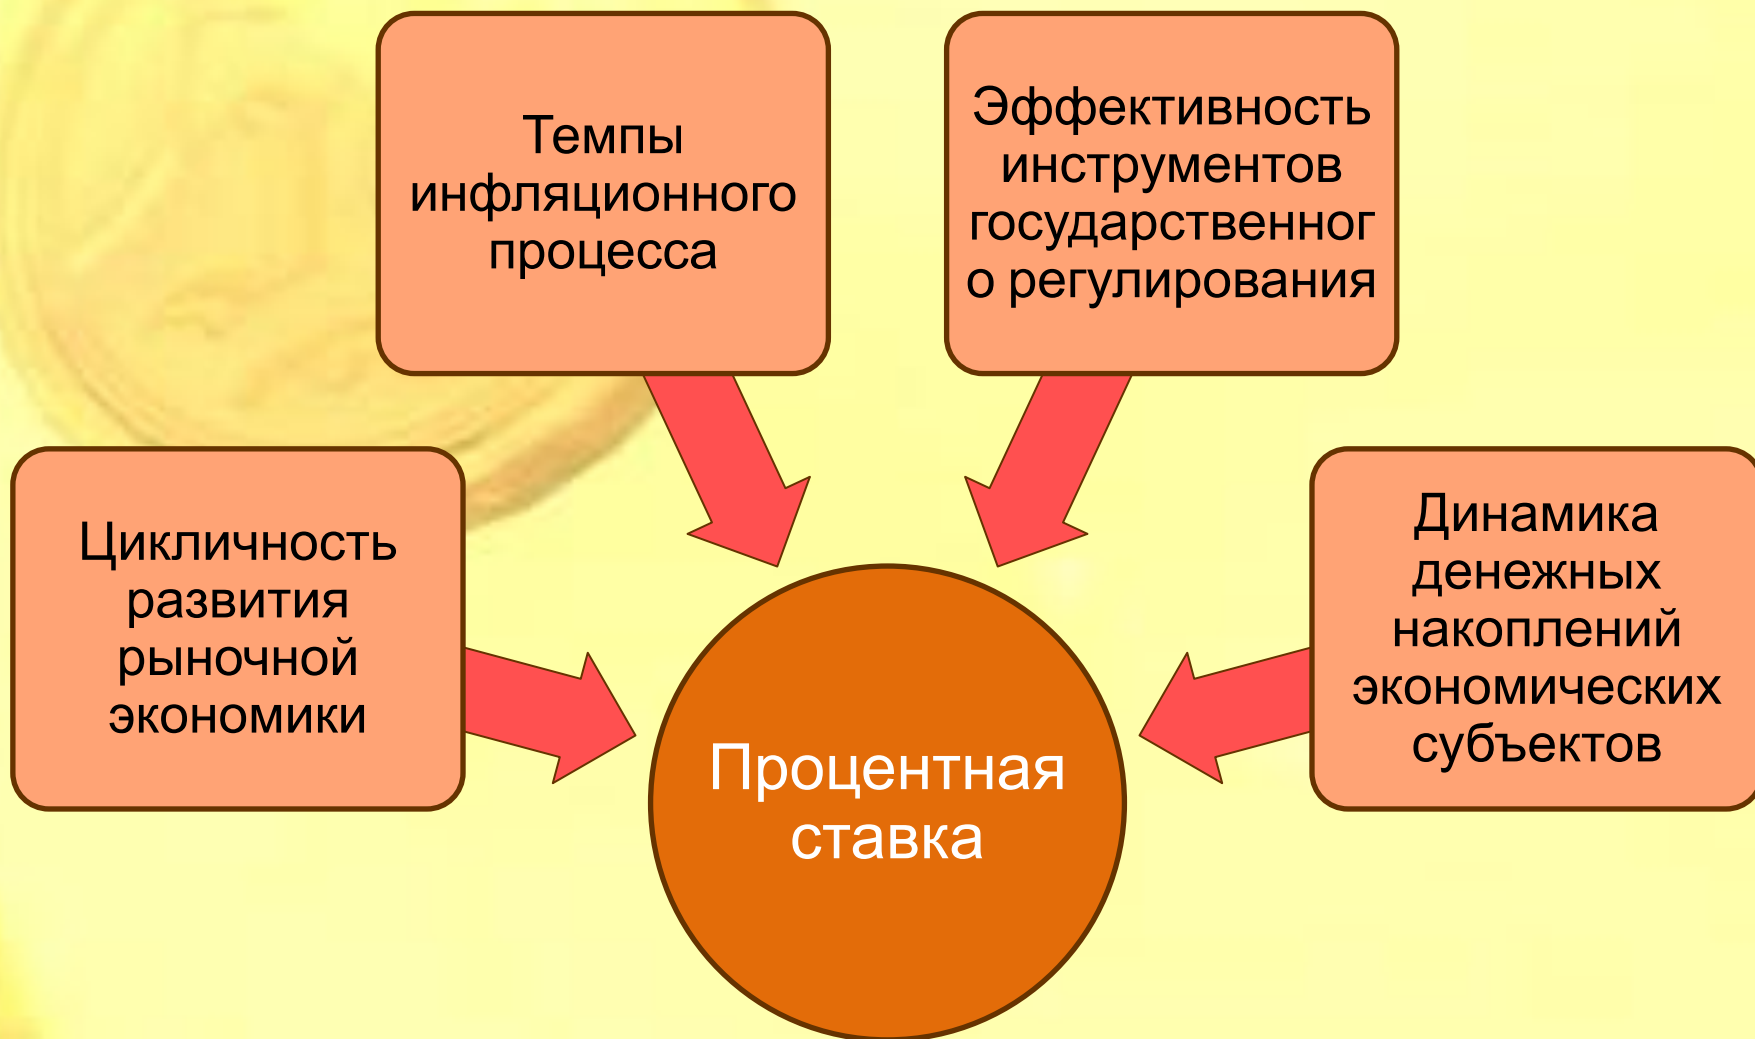 Темпы
инфляционного
процесса
Эффективность
инструментов
государственног
о регулирования
Цикличность
развития
рыночной
экономики
Динамика
денежных
накоплений
экономических
субъектов
Процентная
ставка